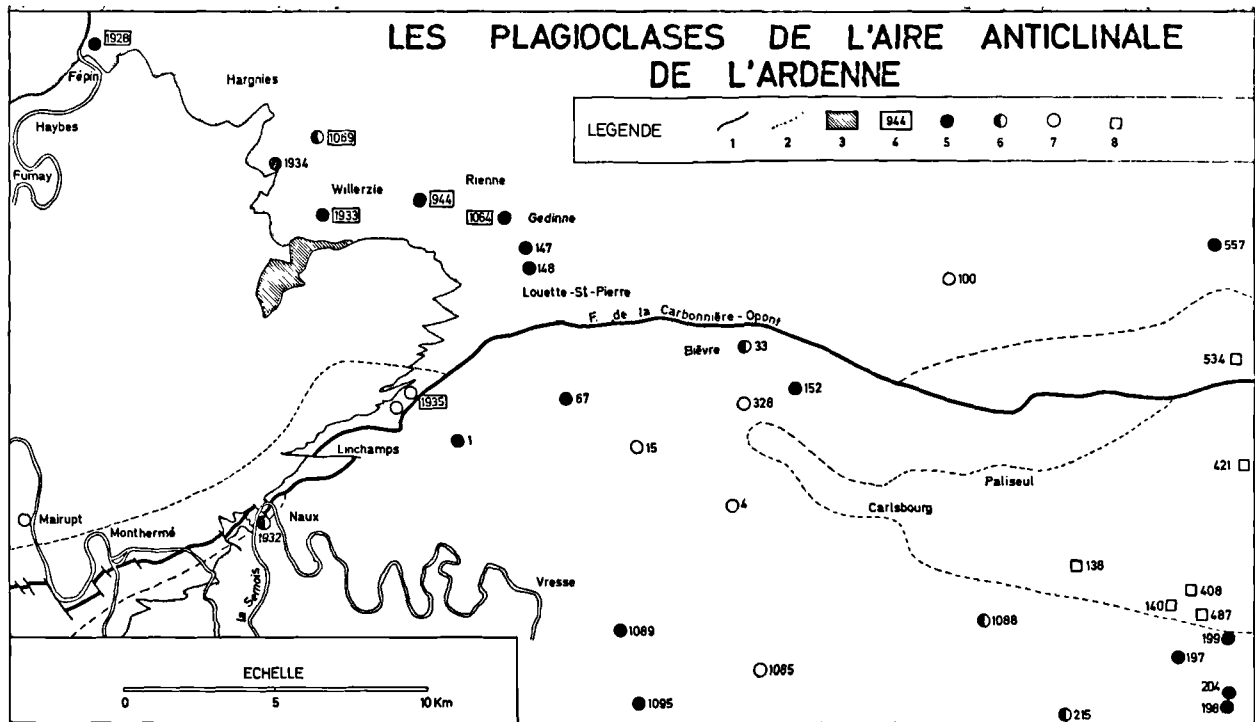 LES PLAGIOCLASES DE L'AIRE ANTICLINALE
DE L'ARDENNE
LEGENDE
1 2 3 944 4 5 6 7 8
1928
Fépin
Hargnies
Haybes
1069
1934
Fumay
Willerzie
Rienne
944
1933
1064
Gedinne
147
148
557
100
Louette-St-Pierre
F. de la Carbonnière-Opont
Bièvre
33
534
1935
67
152
328
1
15
Linchamps
421
Paliseul
4
Carlsbourg
Mairupt
Naux
Monthermé
1932
138
Vresse
408
140
487
la Semois
1089
1088
199
197
1085
ECHELLE
0 5 10 Km
1095
204
198
215